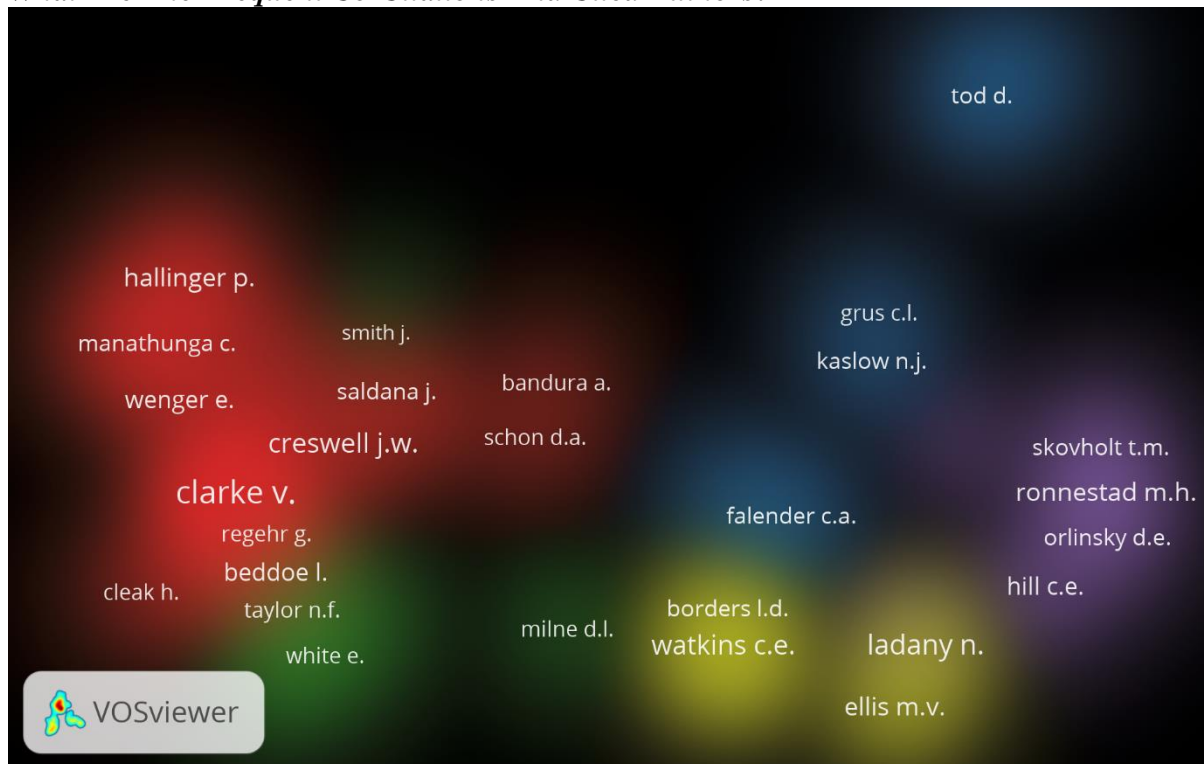 tod d.
hallinger p.
grus c.l.
smith j.
manathunga c.
kaslow n.j.
bandura a.
saldana j.
wenger e.
schon d.a.
creswell j.w.
skovholt t.m.
clarke v.
ronnestad m.h.
falender c.a.
regehr g.
orlinsky d.e.
beddoe l.
hill c.e.
cleak h.
taylor n.f.
borders l.d.
milne d.l.
watkins c.e.
ladany n.
white e.
ellis m.v.
VOSviewer